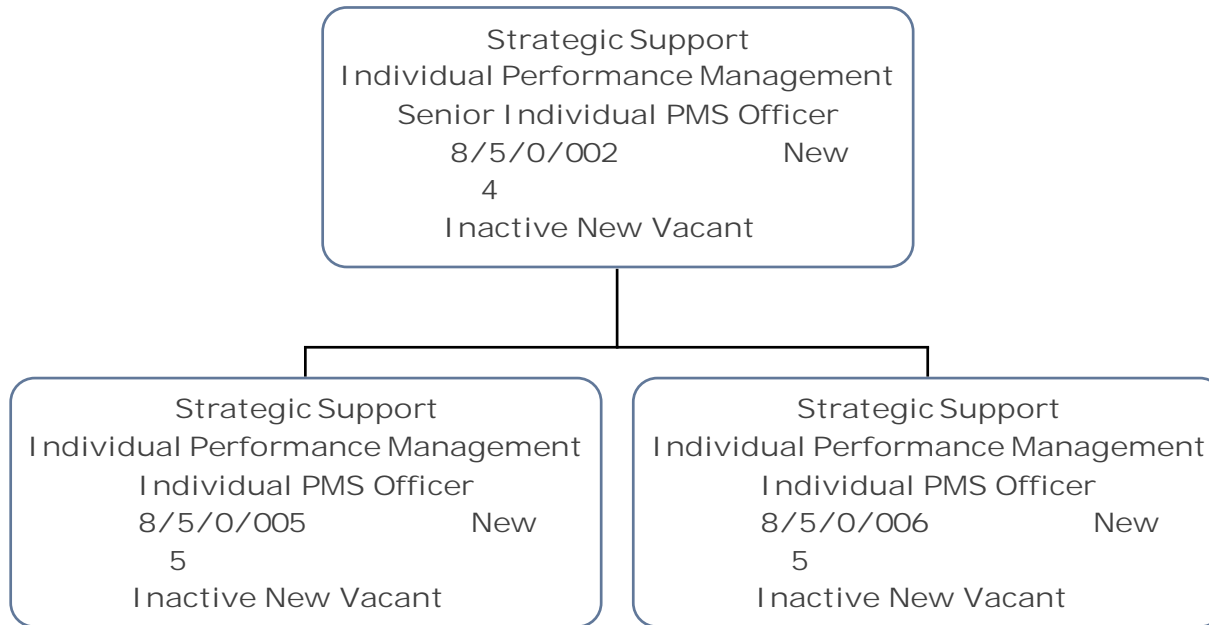 Strategic Support
Individual Performance Management
Senior Individual PMS Officer
8/5/0/002 New
4
Inactive New Vacant
Strategic Support
Individual Performance Management
Individual PMS Officer
8/5/0/005 New
5
Inactive New Vacant
Strategic Support
Individual Performance Management
Individual PMS Officer
8/5/0/006 New
5
Inactive New Vacant